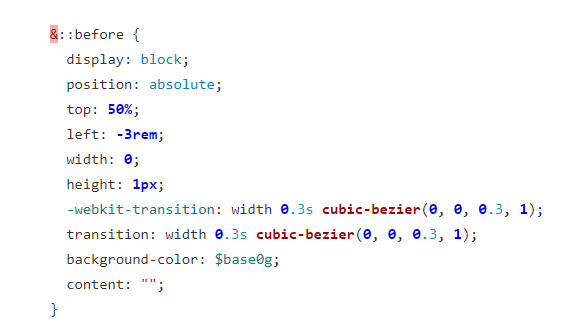 &::before {
display: block;
position: absolute;
top: 50%;
left: -3rem;
width: 0;
height: 1px;
-webkit-transition: width 0.3s cubic-bezier(0, 0, 0.3, 1);
transition: width 0.3s cubic-bezier(0, 0, 0.3, 1);
background-color: $base0g;
content: "";
}